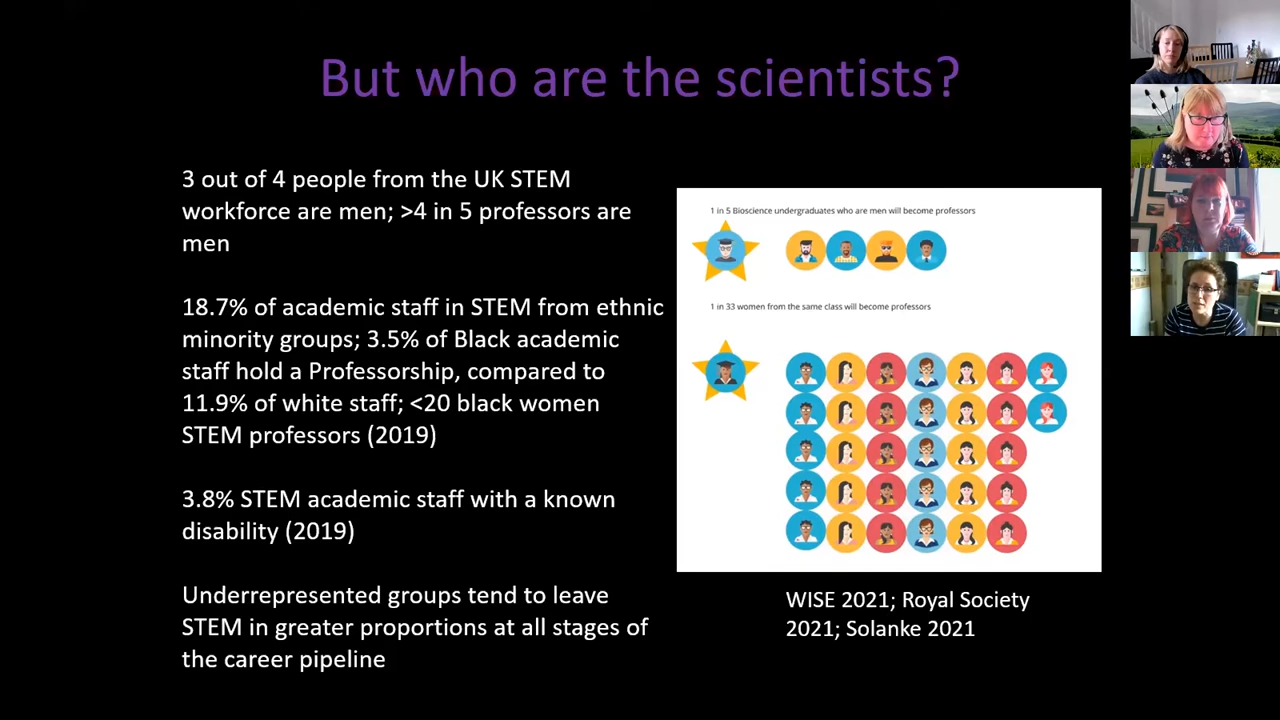 But who are the scientists?
3 out of 4 people from the UK STEM
workforce are men; >4 in 5 professors are
men
18.7% of academic staff in STEM from ethnic
minority groups; 3.5% of Black academic
staff hold a Professorship, compared to
11.9% of white staff; <20 black women
STEM professors (2019)
3.8% STEM academic staff with a known
disability (2019)
Underrepresented groups tend to leave
STEM in greater proportions at all stages of
the career pipeline
1 in 5 Bioscience undergraduates who are men will become professors
1 in 33 women from the same class will become professors
WISE 2021; Royal Society
2021; Solanke 2021